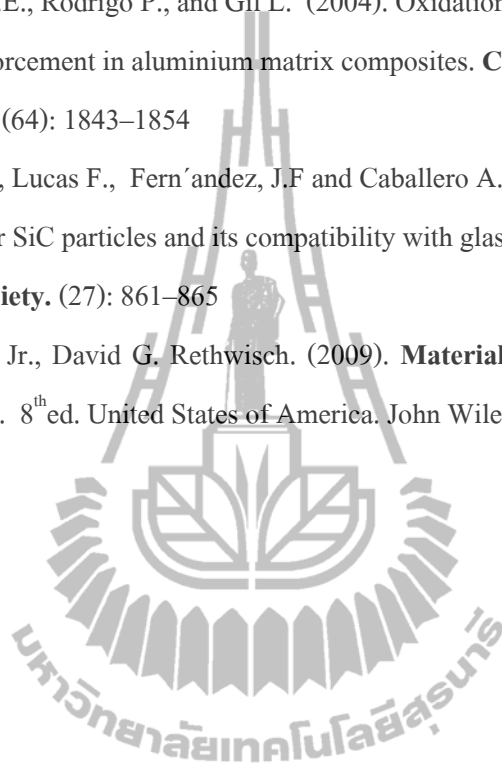 .E., Rodrigo P., and Gil L. (2004). Oxidation
orcement in aluminium matrix composites. C
(64): 1843–1854
, Lucas F., Fern´andez, J.F and Caballero A.
r SiC particles and its compatibility with glas
iety. (27): 861–865
Jr., David G. Rethwisch. (2009). Material
. 8thed. United States of America. John Wile
มหาวิทยาลัยเทคโนโลยีสุรนารี